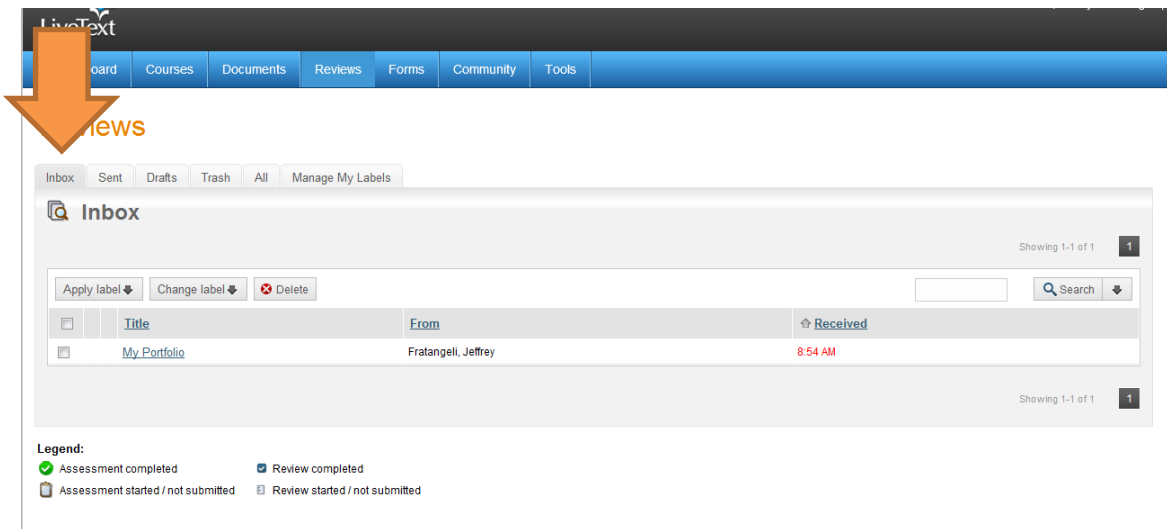 LiveText
Courses Documents Reviews Forms Community Tools
Inbox Sent Drafts Trash All Manage My Labels
Inbox
Showing 1-1 of 1 1
Apply label Change label Delete Search
Title From Received
My Portfolio Fratangeli, Jeffrey 8:54 AM
Showing 1-1 of 1 1
Legend:
Assessment completed Review completed
Assessment started / not submitted Review started / not submitted